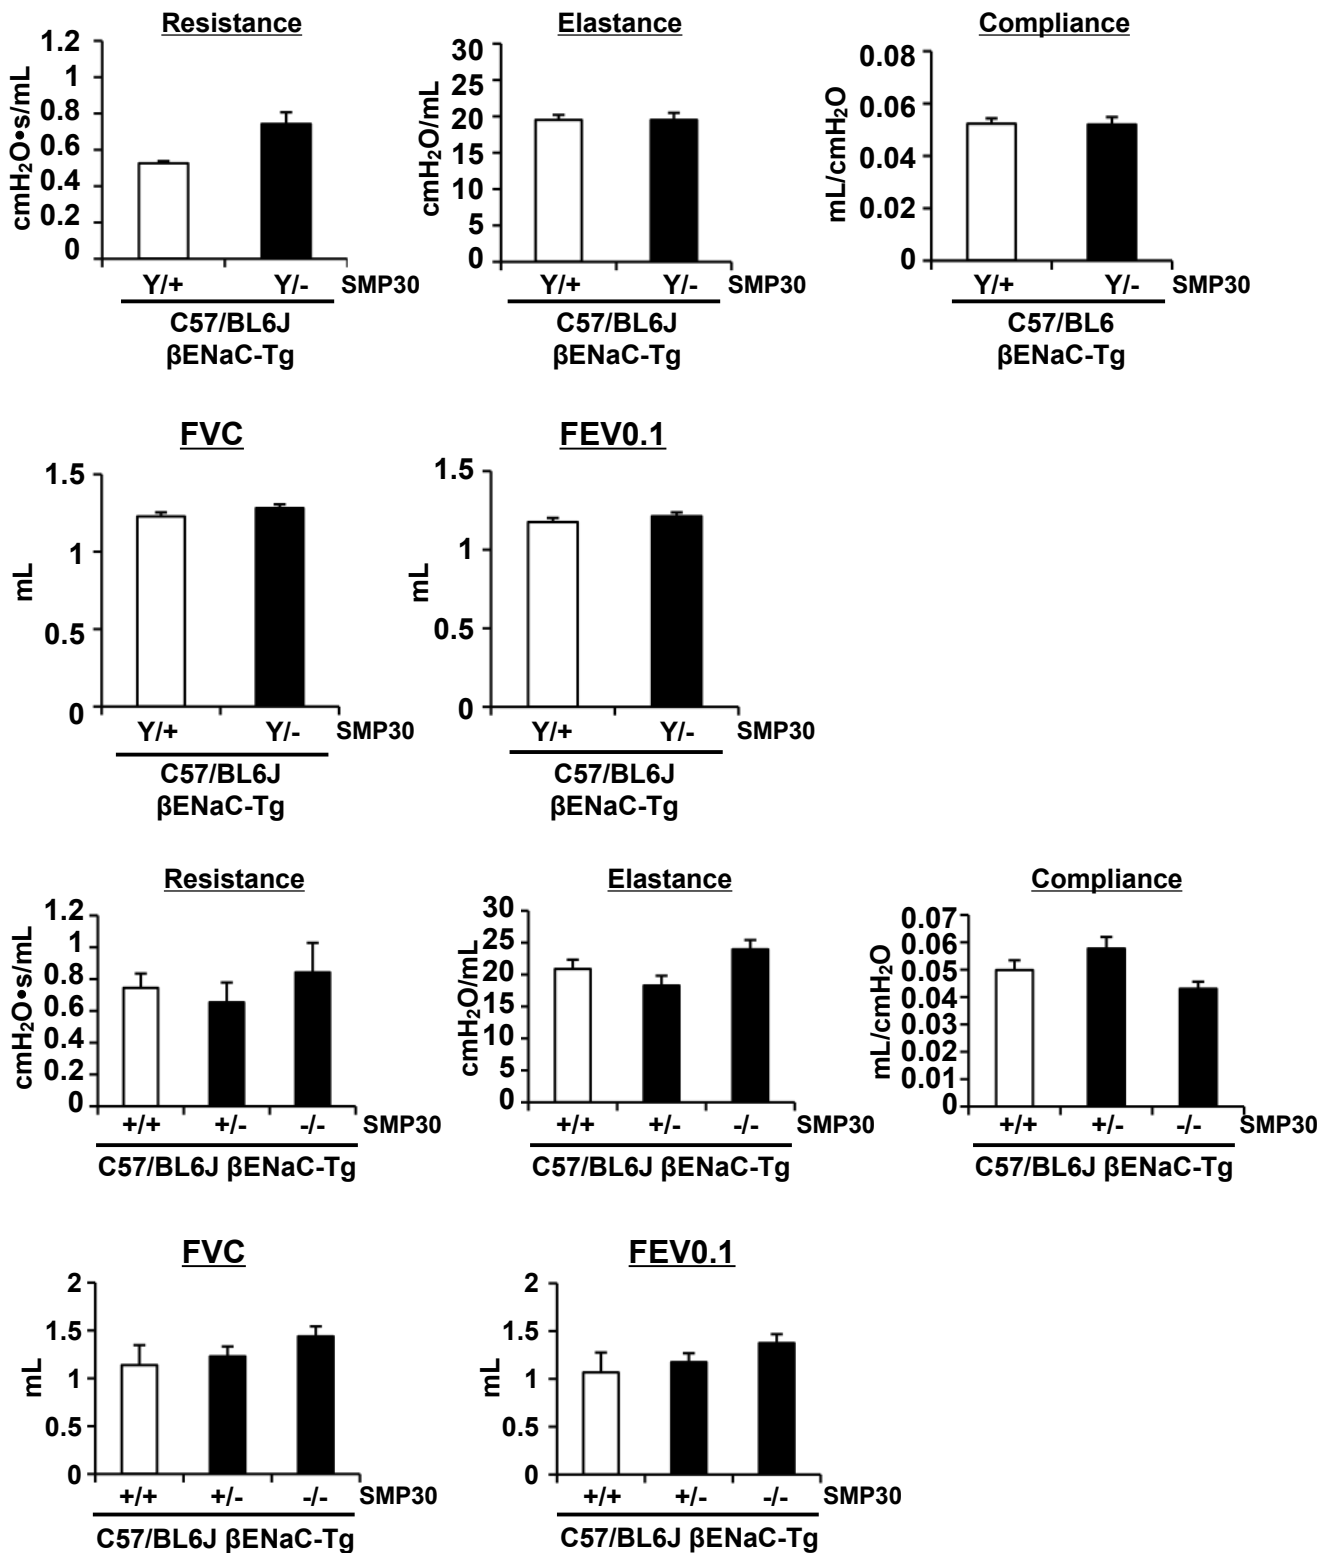 Resistance
1.2
1
0.8
0.6
0.4
0.2
0
cmH₂O•s/mL
Y/+ Y/- SMP30
C57/BL6J
βENaC-Tg
Elastance
30
25
20
15
10
5
0
cmH₂O/mL
Y/+ Y/- SMP30
C57/BL6J
βENaC-Tg
Compliance
0.08
0.06
0.04
0.02
0
mL/cmH₂O
Y/+ Y/- SMP30
C57/BL6
βENaC-Tg
FVC
1.5
1
0.5
0
mL
Y/+ Y/- SMP30
C57/BL6J
βENaC-Tg
FEV0.1
1.5
1
0.5
0
mL
Y/+ Y/- SMP30
C57/BL6J
βENaC-Tg
Resistance
1.2
1
0.8
0.6
0.4
0.2
0
cmH₂O•s/mL
+/+ +/- -/- SMP30
C57/BL6J βENaC-Tg
Elastance
30
25
20
15
10
5
0
cmH₂O/mL
+/+ +/- -/- SMP30
C57/BL6J βENaC-Tg
Compliance
0.07
0.06
0.05
0.04
0.03
0.02
0.01
0
mL/cmH₂O
+/+ +/- -/- SMP30
C57/BL6J βENaC-Tg
FVC
2
1.5
1
0.5
0
mL
+/+ +/- -/- SMP30
C57/BL6J βENaC-Tg
FEV0.1
2
1.5
1
0.5
0
mL
+/+ +/- -/- SMP30
C57/BL6J βENaC-Tg